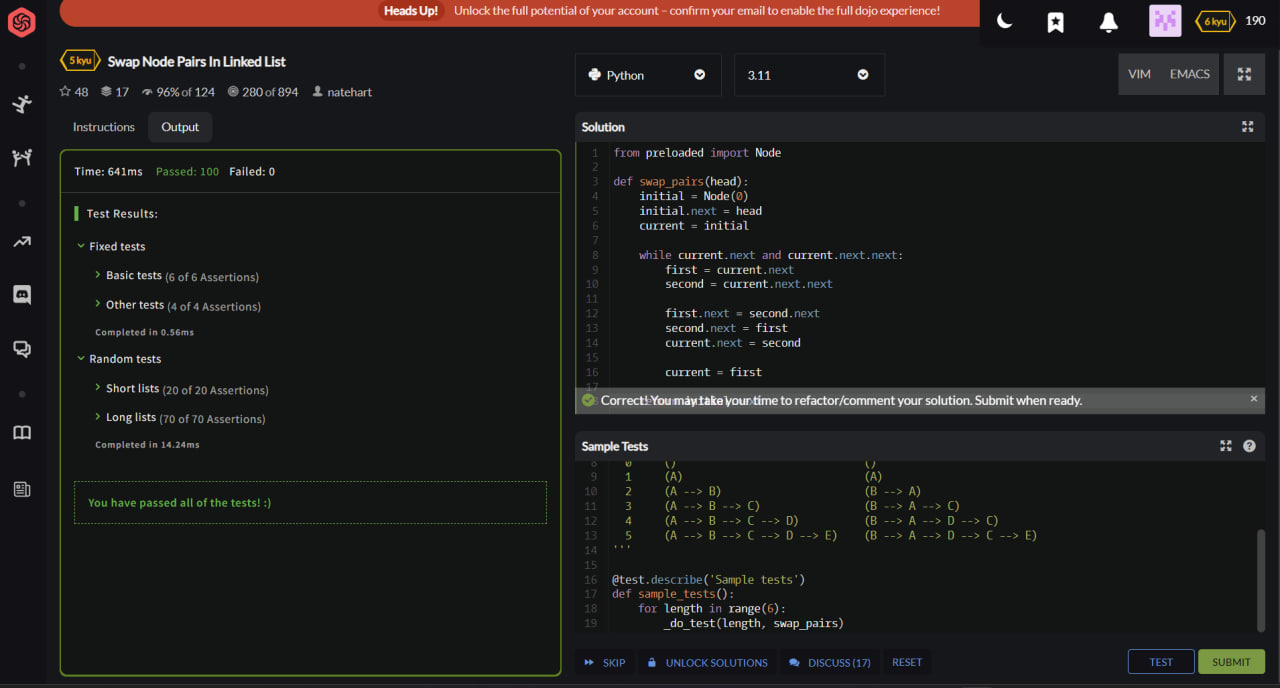 Heads Up! Unlock the full potential of your account – confirm your email to enable the full dojo experience!
6 kyu 190
5 kyu Swap Node Pairs In Linked List
48 17 96% of 124 280 of 894 natehart
Instructions Output
Time: 641ms Passed: 100 Failed: 0
Test Results:
Fixed tests
Basic tests (6 of 6 Assertions)
Other tests (4 of 4 Assertions)
Completed in 0.56ms
Random tests
Short lists (20 of 20 Assertions)
Long lists (70 of 70 Assertions)
Completed in 14.24ms
You have passed all of the tests! :)
Python 3.11 VIM EMACS
Solution
1 from preloaded import Node
2
3 def swap_pairs(head):
4 initial = Node(0)
5 initial.next = head
6 current = initial
7
8 while current.next and current.next.next:
9 first = current.next
10 second = current.next.next
11
12 first.next = second.next
13 second.next = first
14 current.next = second
15
16 current = first
17
Correct! You may take your time to refactor/comment your solution. Submit when ready. ×
Sample Tests
8 0 () ()
9 1 (A) (A)
10 2 (A --> B) (B --> A)
11 3 (A --> B --> C) (B --> A --> C)
12 4 (A --> B --> C --> D) (B --> A --> D --> C)
13 5 (A --> B --> C --> D --> E) (B --> A --> D --> C --> E)
14 '''
15
16 @test.describe('Sample tests')
17 def sample_tests():
18 for length in range(6):
19 _do_test(length, swap_pairs)
SKIP UNLOCK SOLUTIONS DISCUSS (17) RESET TEST SUBMIT